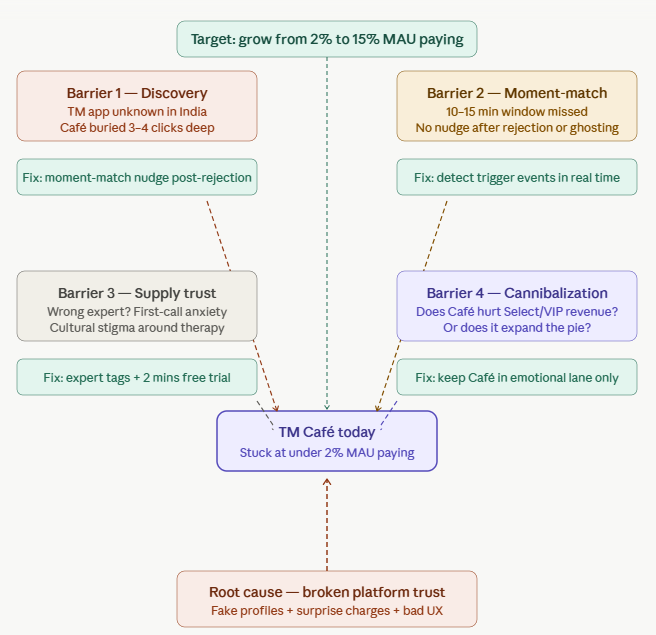 Target: grow from 2% to 15% MAU paying
Barrier 1 — Discovery
TM app unknown in India
Café buried 3–4 clicks deep
Barrier 2 — Moment-match
10–15 min window missed
No nudge after rejection or ghosting
Fix: moment-match nudge post-rejection
Fix: detect trigger events in real time
Barrier 3 — Supply trust
Wrong expert? First-call anxiety
Cultural stigma around therapy
Barrier 4 — Cannibalization
Does Café hurt Select/VIP revenue?
Or does it expand the pie?
Fix: expert tags + 2 mins free trial
Fix: keep Café in emotional lane only
TM Café today
Stuck at under 2% MAU paying
Root cause — broken platform trust
Fake profiles + surprise charges + bad UX